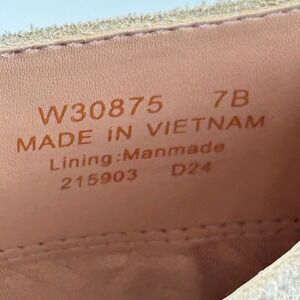 W30875 7B
MADE IN VIETNAM
Lining:Manmade
215903 D24